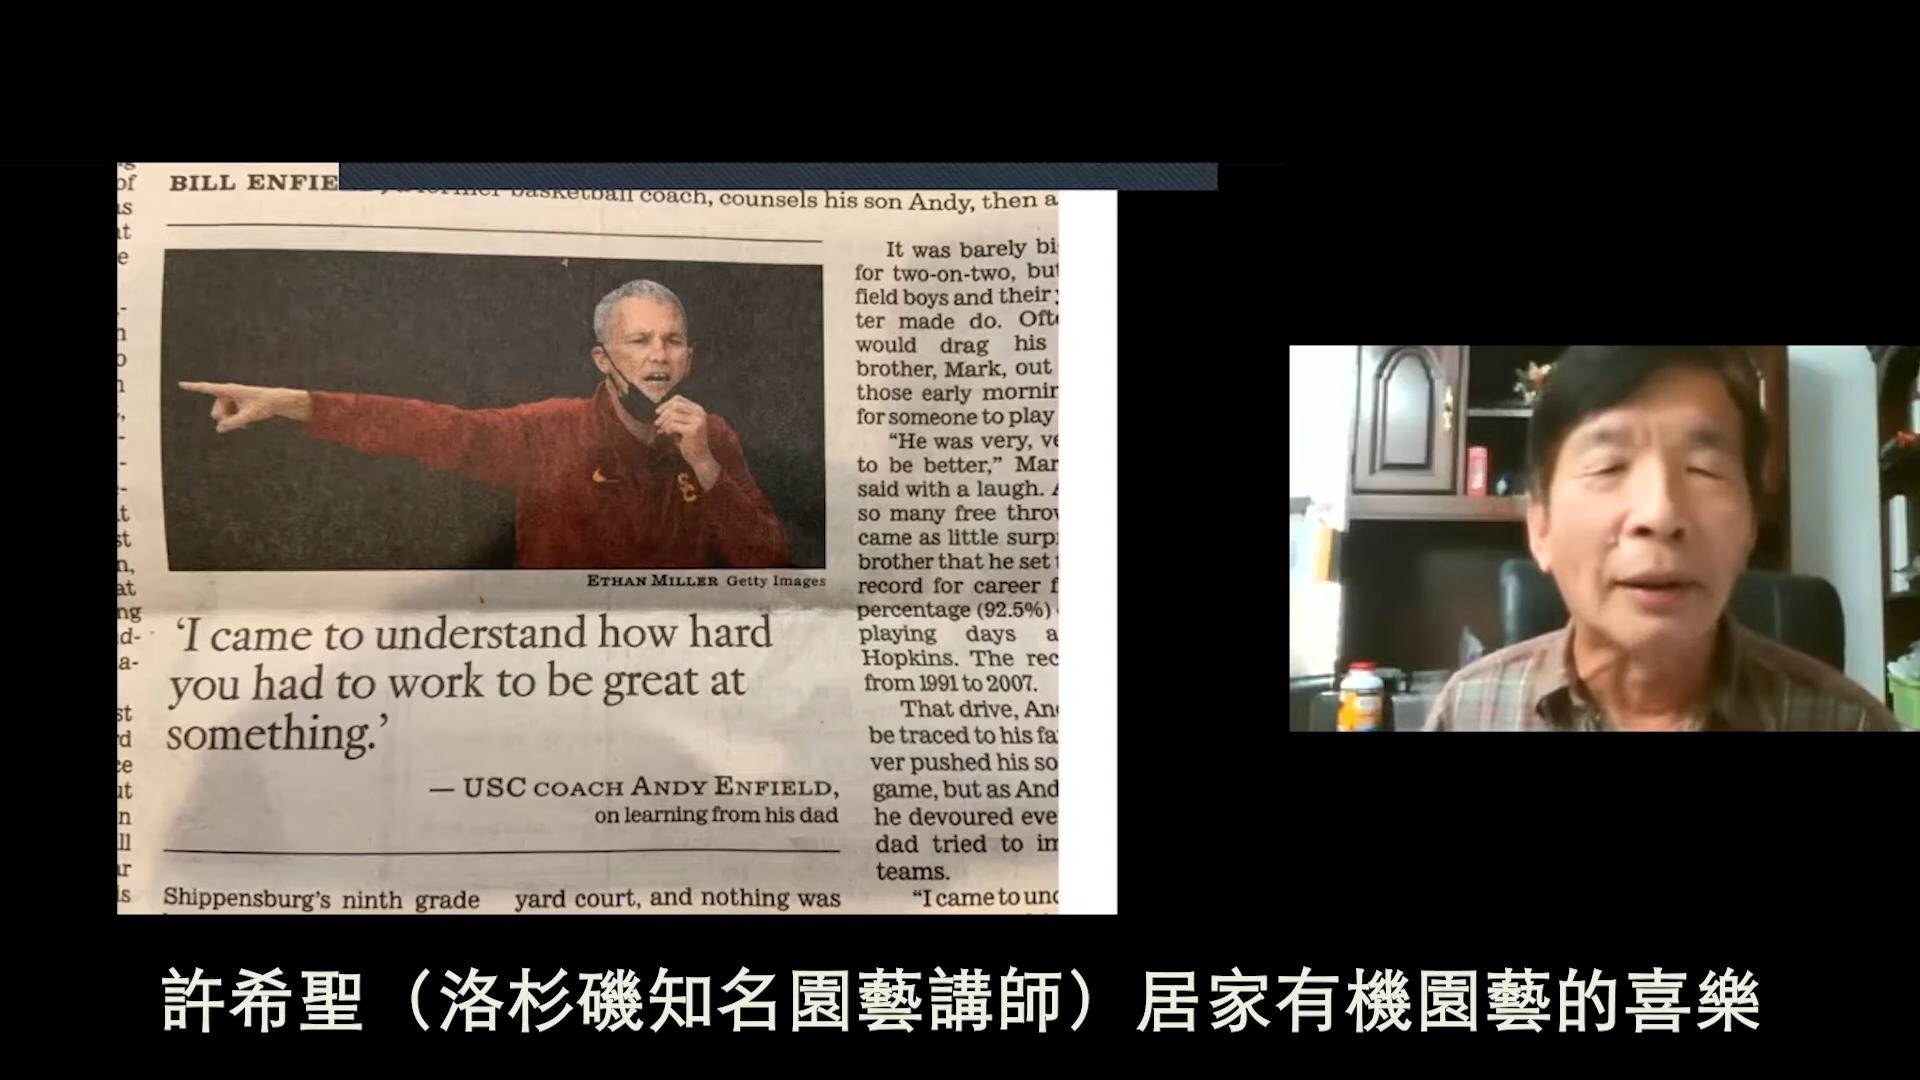 BILL ENFIE
basketball coach, counsels his son Andy, then a
of
as
at
e
ETHAN MILLER Getty Images
‘I came to understand how hard
you had to work to be great at
something.’
— USC COACH ANDY ENFIELD,
on learning from his dad
Shippensburg’s ninth grade
yard court, and nothing was
It was barely bi
for two-on-two, but
field boys and their
ter made do. Ofte
would drag his
brother, Mark, out
those early mornin
for someone to play
“He was very, ve
to be better,” Mar
said with a laugh. A
so many free throw
came as little surp
brother that he set
record for career f
percentage (92.5%)
playing days a
Hopkins. The rec
from 1991 to 2007.
That drive, And
be traced to his fa
ver pushed his so
game, but as And
he devoured eve
dad tried to im
teams.
“I came to und
許希聖（洛杉磯知名園藝講師）居家有機園藝的喜樂